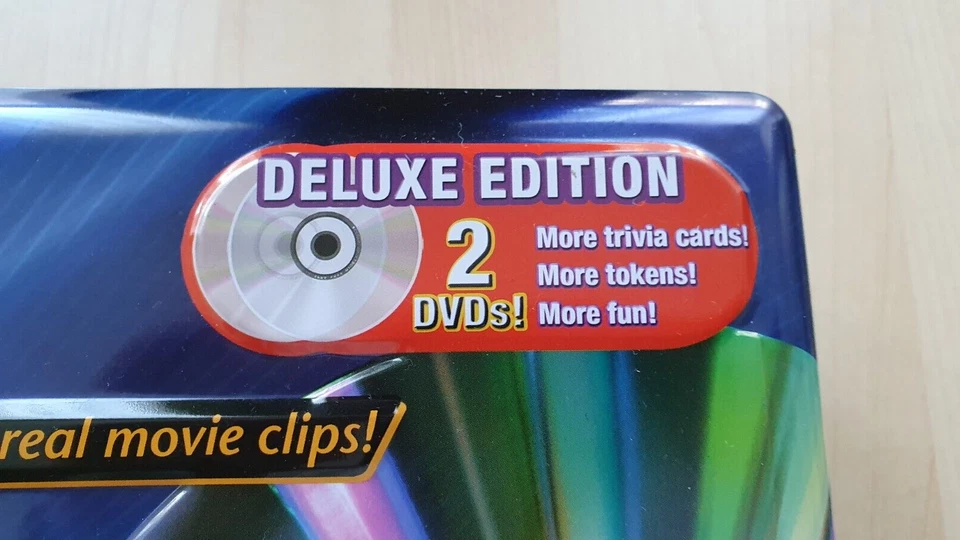 DELUXE EDITION
2
DVDs!
More trivia cards!
More tokens!
More fun!
real movie clips!